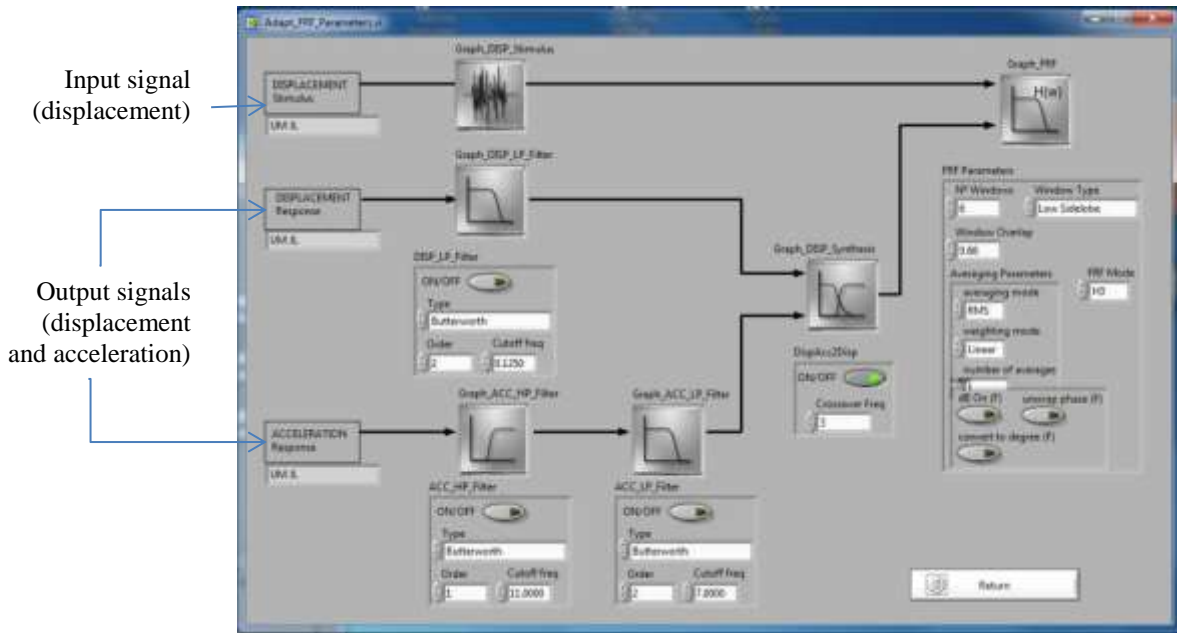 Adapt_FRF_Parameters.vi
Input signal
(displacement)
DISPLACEMENT
Stimulus
Graph_DISP_Stimulus
Graph_FRF
H(w)
Graph_DISP_LP_Filter
DISPLACEMENT
Response
DISP_LP_Filter
ON/OFF
Type
Butterworth
Order
Cutoff freq
2
0.1250
Graph_DISP_Synthesis
DispAcc2Disp
ON/OFF
Crossover Freq
FRF Parameters
Nº Windows
Window Type
6
Low Sidelobe
Window Overlap
0.66
Averaging Parameters
FRF Mode
averaging mode
RMS
weighting mode
Linear
number of averages
dB On (F)
unwrap phase (F)
convert to degree (F)
Output signals
(displacement
and acceleration)
ACCELERATION
Response
Graph_ACC_HP_Filter
Graph_ACC_LP_Filter
ACC_HP_Filter
ON/OFF
Type
Butterworth
Order
Cutoff freq
1
11.0000
ACC_LP_Filter
ON/OFF
Type
Butterworth
Order
Cutoff freq
2
7.0000
Return